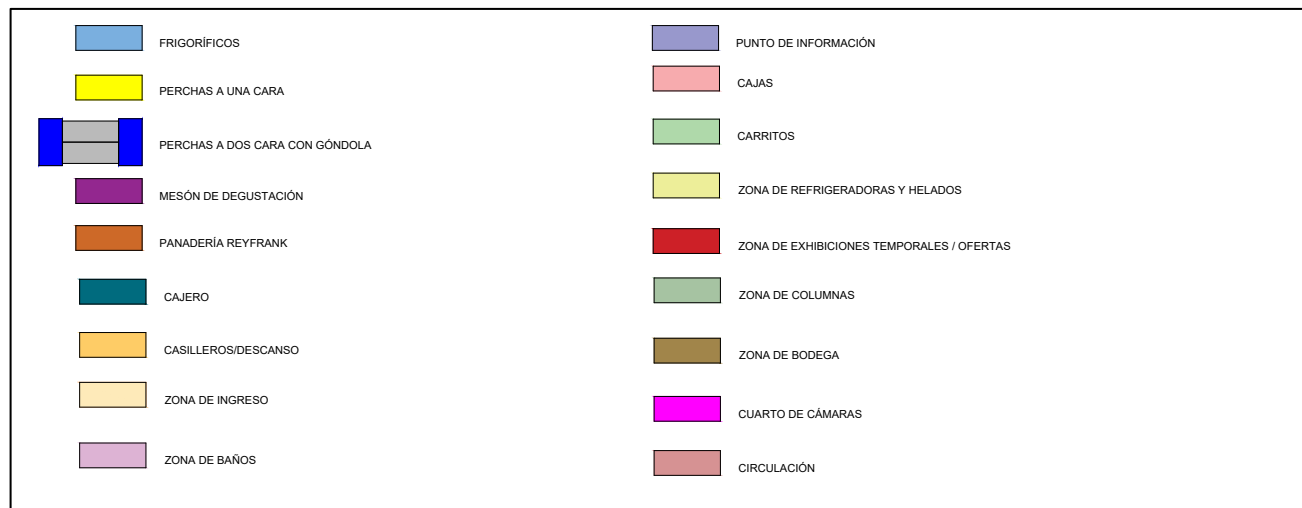 FRIGORÍFICOS
PERCHAS A UNA CARA
PERCHAS A DOS CARA CON GÓNDOLA
MESÓN DE DEGUSTACIÓN
PANADERÍA REYFRANK
CAJERO
CASILLEROS/DESCANSO
ZONA DE INGRESO
ZONA DE BAÑOS
PUNTO DE INFORMACIÓN
CAJAS
CARRITOS
ZONA DE REFRIGERADORAS Y HELADOS
ZONA DE EXHIBICIONES TEMPORALES / OFERTAS
ZONA DE COLUMNAS
ZONA DE BODEGA
CUARTO DE CÁMARAS
CIRCULACIÓN